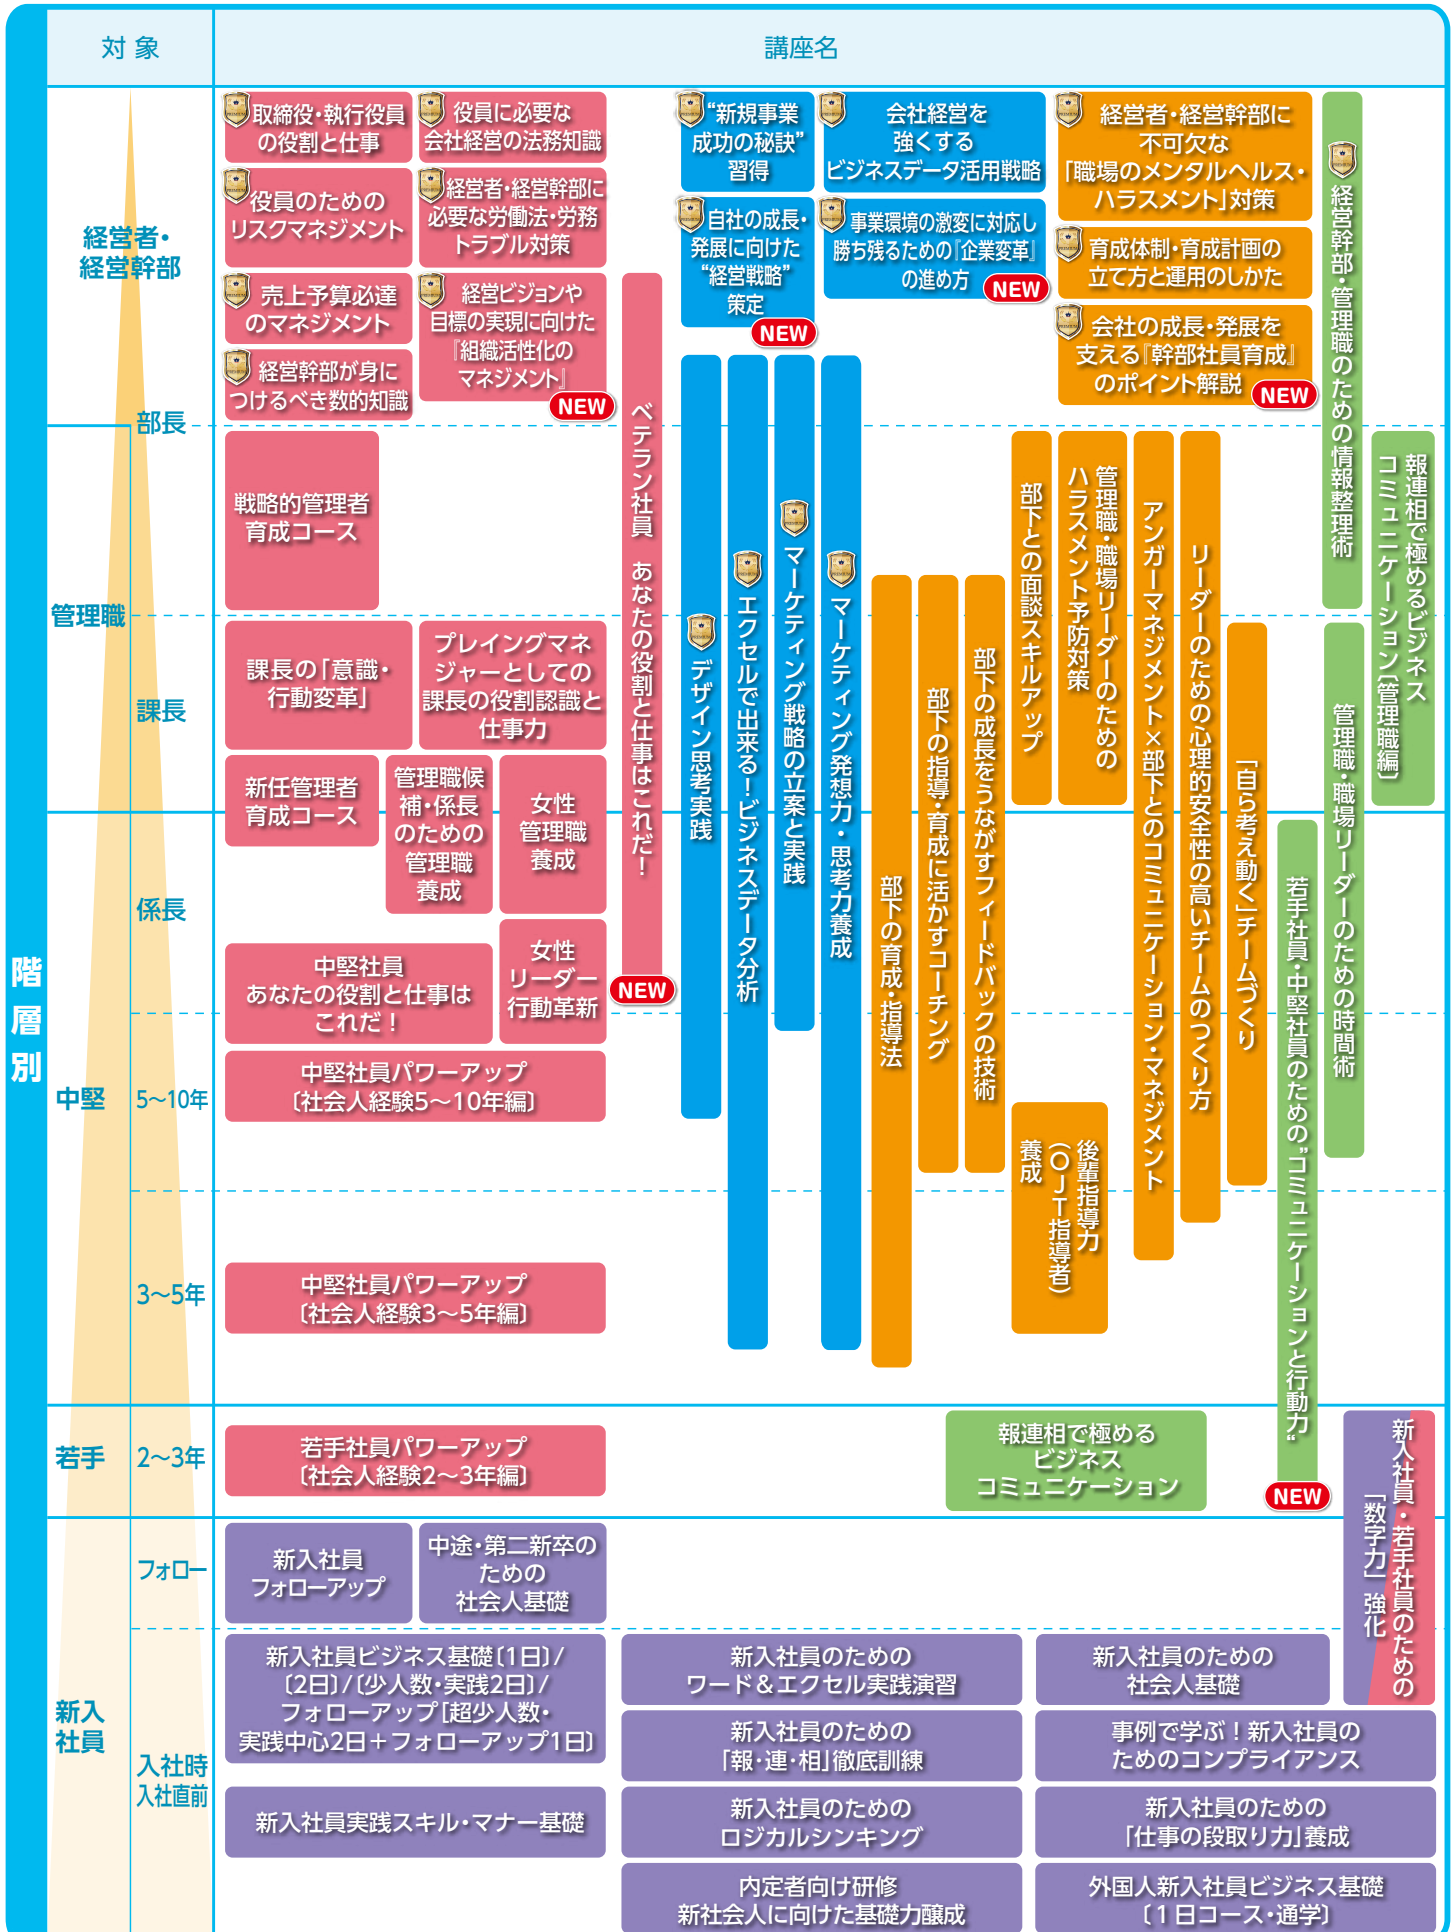 対 象
講座名
階層別
経営者・
経営幹部
部長
管理職
課長
係長
中堅
5〜10年
3〜5年
若手
2〜3年
フォロー
新入
社員
入社時
入社直前
取締役・執行役員
の役割と仕事
役員に必要な
会社経営の法務知識
役員のための
リスクマネジメント
経営者・経営幹部に
必要な労働法・労務
トラブル対策
売上予算必達
のマネジメント
経営ビジョンや
目標の実現に向けた
『組織活性化の
マネジメント』
NEW
経営幹部が身に
つけるべき数的知識
“新規事業
成功の秘訣”
習得
会社経営を
強くする
ビジネスデータ活用戦略
自社の成長・
発展に向けた
“経営戦略”
策定
NEW
事業環境の激変に対応し
勝ち残るための『企業変革』
の進め方
NEW
経営者・経営幹部に
不可欠な
「職場のメンタルヘルス・
ハラスメント」対策
育成体制・育成計画の
立て方と運用のしかた
会社の成長・発展を
支える『幹部社員育成』
のポイント解説
NEW
経営幹部・管理職のための情報整理術
戦略的管理者
育成コース
課長の「意識・
行動変革」
プレイングマネ
ジャーとしての
課長の役割認識と
仕事力
新任管理者
育成コース
管理職候
補・係長
のための
管理職
養成
女性
管理職
養成
女性
リーダー
行動革新
中堅社員
あなたの役割と仕事は
これだ！
ベテラン社員　あなたの役割と仕事はこれだ！
NEW
デザイン思考実践
エクセルで出来る！ビジネスデータ分析
マーケティング戦略の立案と実践
マーケティング発想力・思考力養成
部下の育成・指導法
部下の指導・育成に活かすコーチング
部下の成長をうながすフィードバックの技術
部下との面談スキルアップ
管理職・職場リーダーのための
ハラスメント予防対策
アンガーマネジメント×部下とのコミュニケーション・マネジメント
リーダーのための心理的安全性の高いチームのつくり方
「自ら考え動く」チームづくり
若手社員・中堅社員のための“コミュニケーションと行動力“
NEW
管理職・職場リーダーのための時間術
報連相で極めるビジネス
コミュニケーション〔管理職編〕
後輩指導力
（ＯＪＴ指導者）
養成
中堅社員パワーアップ
〔社会人経験5〜10年編〕
中堅社員パワーアップ
〔社会人経験3〜5年編〕
若手社員パワーアップ
〔社会人経験2〜3年編〕
報連相で極める
ビジネス
コミュニケーション
新入社員・若手社員のための
「数字力」強化
新入社員
フォローアップ
中途・第二新卒の
ための
社会人基礎
新入社員ビジネス基礎〔1日〕/
〔2日〕/〔少人数・実践2日〕/
フォローアップ［超少人数・
実践中心2日＋フォローアップ1日〕
新入社員実践スキル・マナー基礎
新入社員のための
ワード＆エクセル実践演習
新入社員のための
社会人基礎
新入社員のための
「報・連・相」徹底訓練
事例で学ぶ！新入社員の
ためのコンプライアンス
新入社員のための
ロジカルシンキング
新入社員のための
「仕事の段取り力」養成
内定者向け研修
新社会人に向けた基礎力醸成
外国人新入社員ビジネス基礎
〔１日コース・通学〕